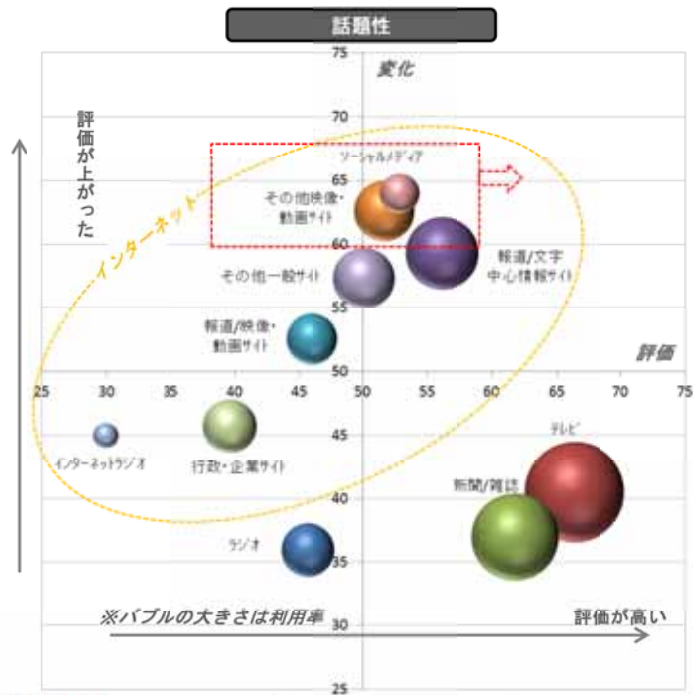 話題性
75
変化
70
評価が上がった
ソーシャルメディア
65
その他映像・
動画サイト
インターネット
60
報道/文字
中心情報サイト
その他一般サイト
55
報道/映像・
動画サイト
評価
50
25 30 35 40 45 50 55 60 65 70 75
45
テレビ
インターネットラジオ
行政・企業サイト
新聞/雑誌
40
ラジオ
35
※バブルの大きさは利用率
評価が高い
30
25